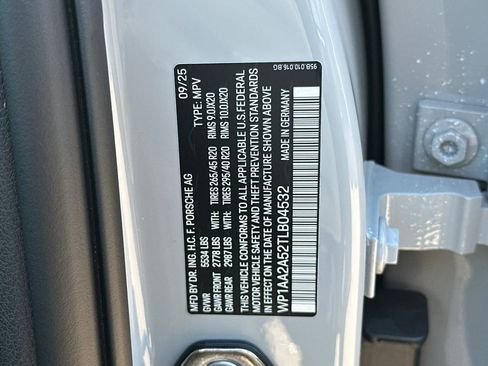 MFD BY DR. ING. H.C. F. PORSCHE AG 09/25
GVWR 5534 LBS TYPE: MPV
GAWR FRONT 2778 LBS WITH: TIRES 265/45 R20 RIMS 9.0JX20
GAWR REAR 2987 LBS WITH: TIRES 295/40 R20 RIMS 10.0JX20
THIS VEHICLE CONFORMS TO ALL APPLICABLE U.S. FEDERAL
MOTOR VEHICLE SAFETY AND THEFT PREVENTION STANDARDS
IN EFFECT ON THE DATE OF MANUFACTURE SHOWN ABOVE
WP1AA2A52TLB04532 MADE IN GERMANY
958.010.016.BG